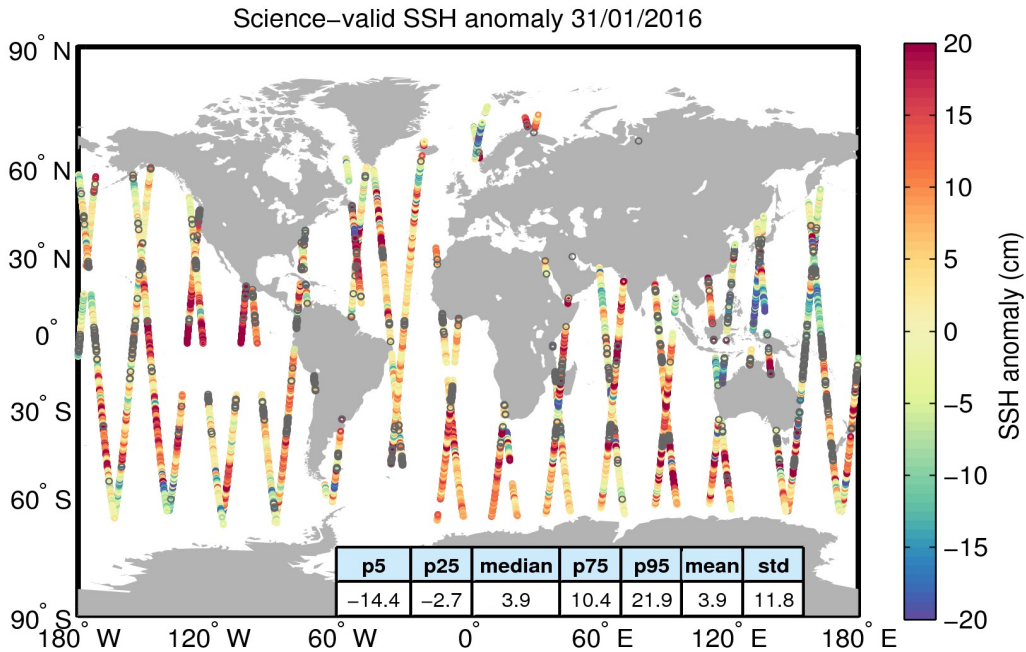 Science−valid SSH anomaly 31/01/2016
90° N
60° N
30° N
0°
30° S
60° S
90° S
180° W
120° W
60° W
0°
60° E
120° E
180° E
p5 p25 median p75 p95 mean std
−14.4 −2.7 3.9 10.4 21.9 3.9 11.8
20
15
10
5
0
−5
−10
−15
−20
SSH anomaly (cm)